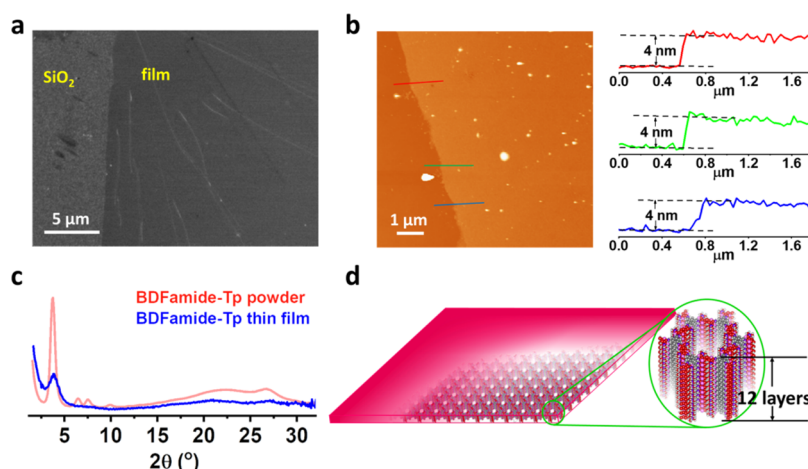 a
SiO₂
film
5 μm
b
1 μm
4 nm
0.0 0.4 0.8 1.2 1.6
μm
4 nm
0.0 0.4 0.8 1.2 1.6
μm
4 nm
0.0 0.4 0.8 1.2 1.6
μm
c
BDFamide-Tp powder
BDFamide-Tp thin film
5 10 15 20 25 30
2θ (°)
d
12 layers